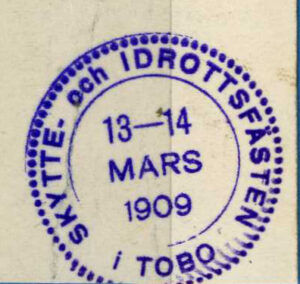 SKYTTE- och IDROTTSFÄSTEN
i TOBO
13—14
MARS
1909